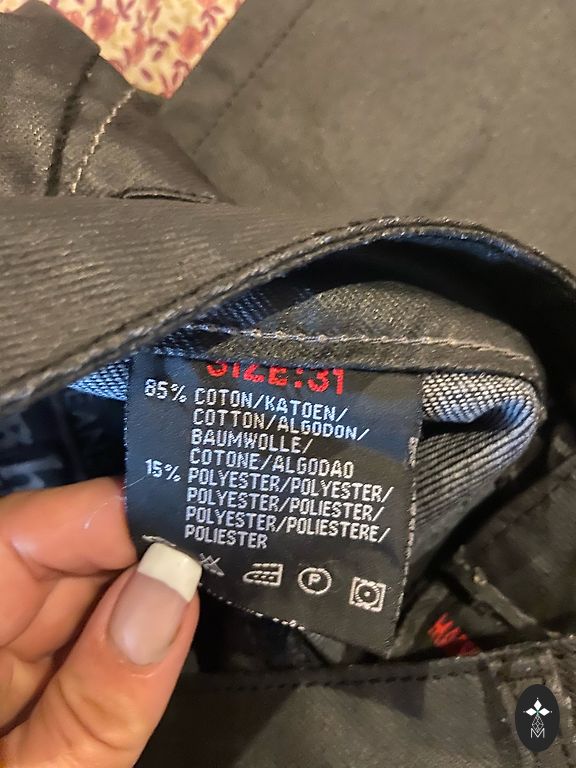 SIZE:31
85% COTON/KATOEN/
COTTON/ALGODON/
BAUMWOLLE/
COTONE/ALGODAO
15% POLYESTER/POLYESTER/
POLYESTER/POLIESTER/
POLYESTER/POLIESTERE/
POLIESTER
P
M